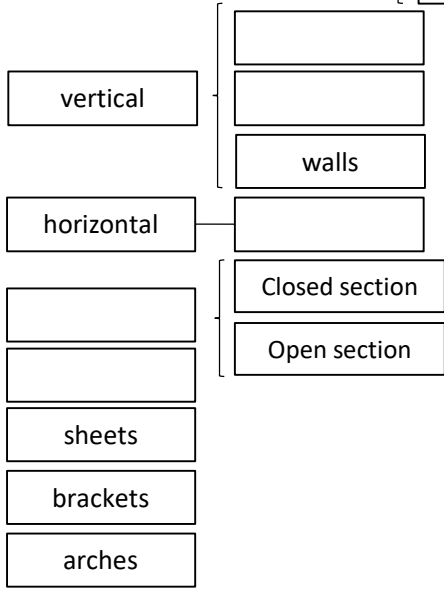 vertical
walls
horizontal
Closed section
Open section
sheets
brackets
arches